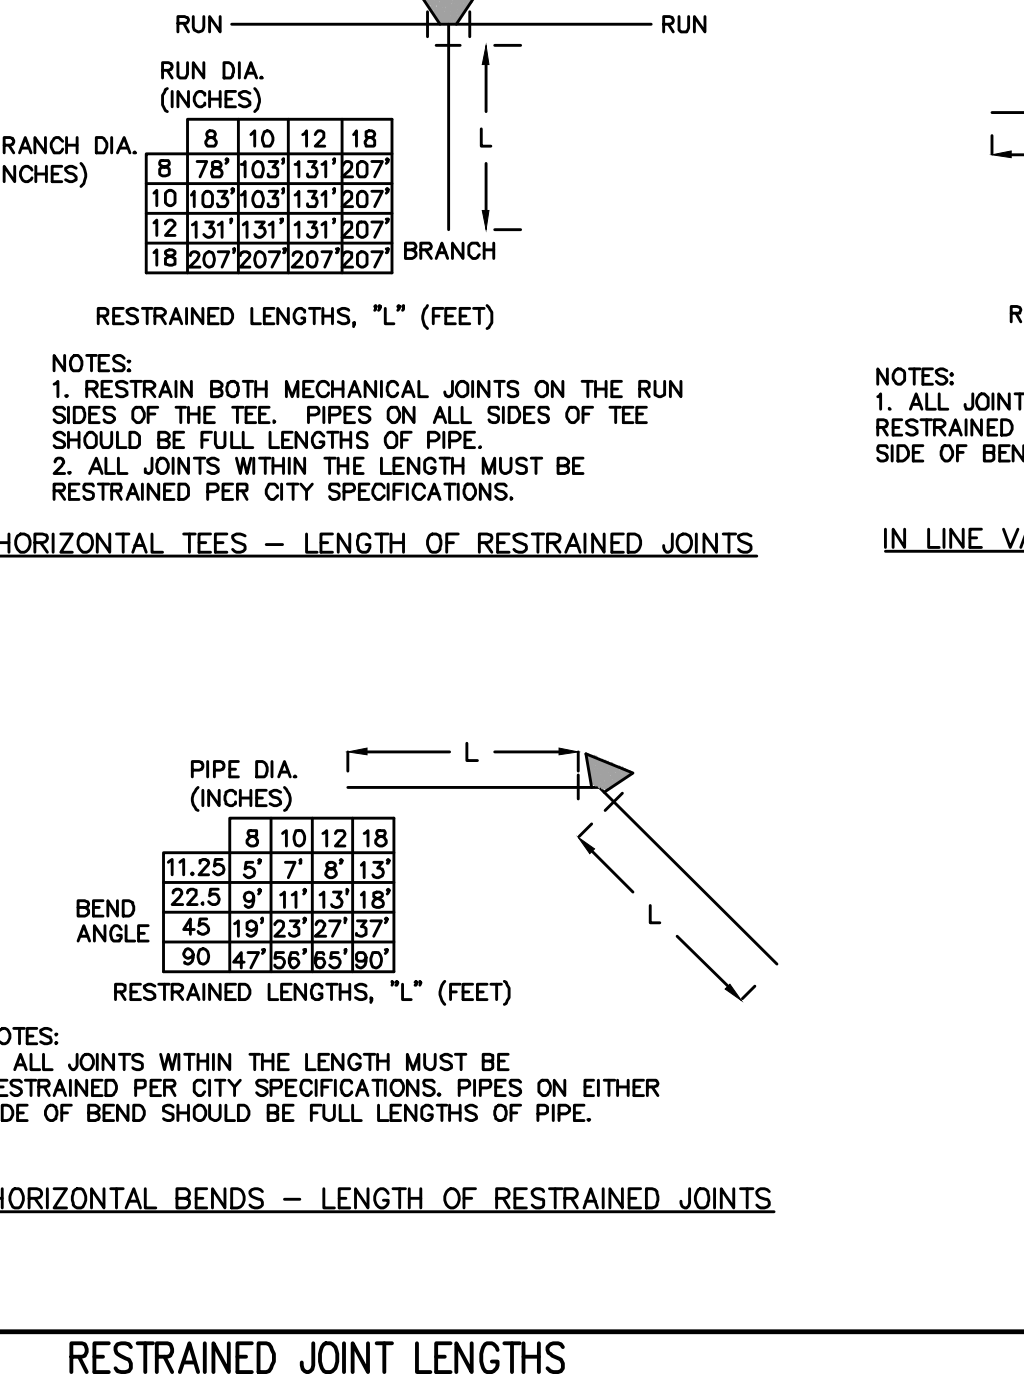 RUN RUN
RUN DIA.
(INCHES)
L
RANCH DIA.
NCHES)
8 10 12 18
8 78' 103' 131' 207'
10 103' 103' 131' 207'
12 131' 131' 131' 207'
18 207' 207' 207' 207'
BRANCH
RESTRAINED LENGTHS, "L" (FEET)
NOTES:
1. RESTRAIN BOTH MECHANICAL JOINTS ON THE RUN
SIDES OF THE TEE. PIPES ON ALL SIDES OF TEE
SHOULD BE FULL LENGTHS OF PIPE.
2. ALL JOINTS WITHIN THE LENGTH MUST BE
RESTRAINED PER CITY SPECIFICATIONS.
HORIZONTAL TEES – LENGTH OF RESTRAINED JOINTS
L
R
NOTES:
1. ALL JOINT
RESTRAINED
SIDE OF BEN
IN LINE VA
PIPE DIA.
(INCHES)
L
8 10 12 18
11.25 5' 7' 8' 13'
22.5 9' 11' 13' 18'
45 19' 23' 27' 37'
90 47' 56' 65' 90'
BEND
ANGLE
L
RESTRAINED LENGTHS, "L" (FEET)
OTES:
ALL JOINTS WITHIN THE LENGTH MUST BE
ESTRAINED PER CITY SPECIFICATIONS. PIPES ON EITHER
IDE OF BEND SHOULD BE FULL LENGTHS OF PIPE.
HORIZONTAL BENDS – LENGTH OF RESTRAINED JOINTS
RESTRAINED JOINT LENGTHS